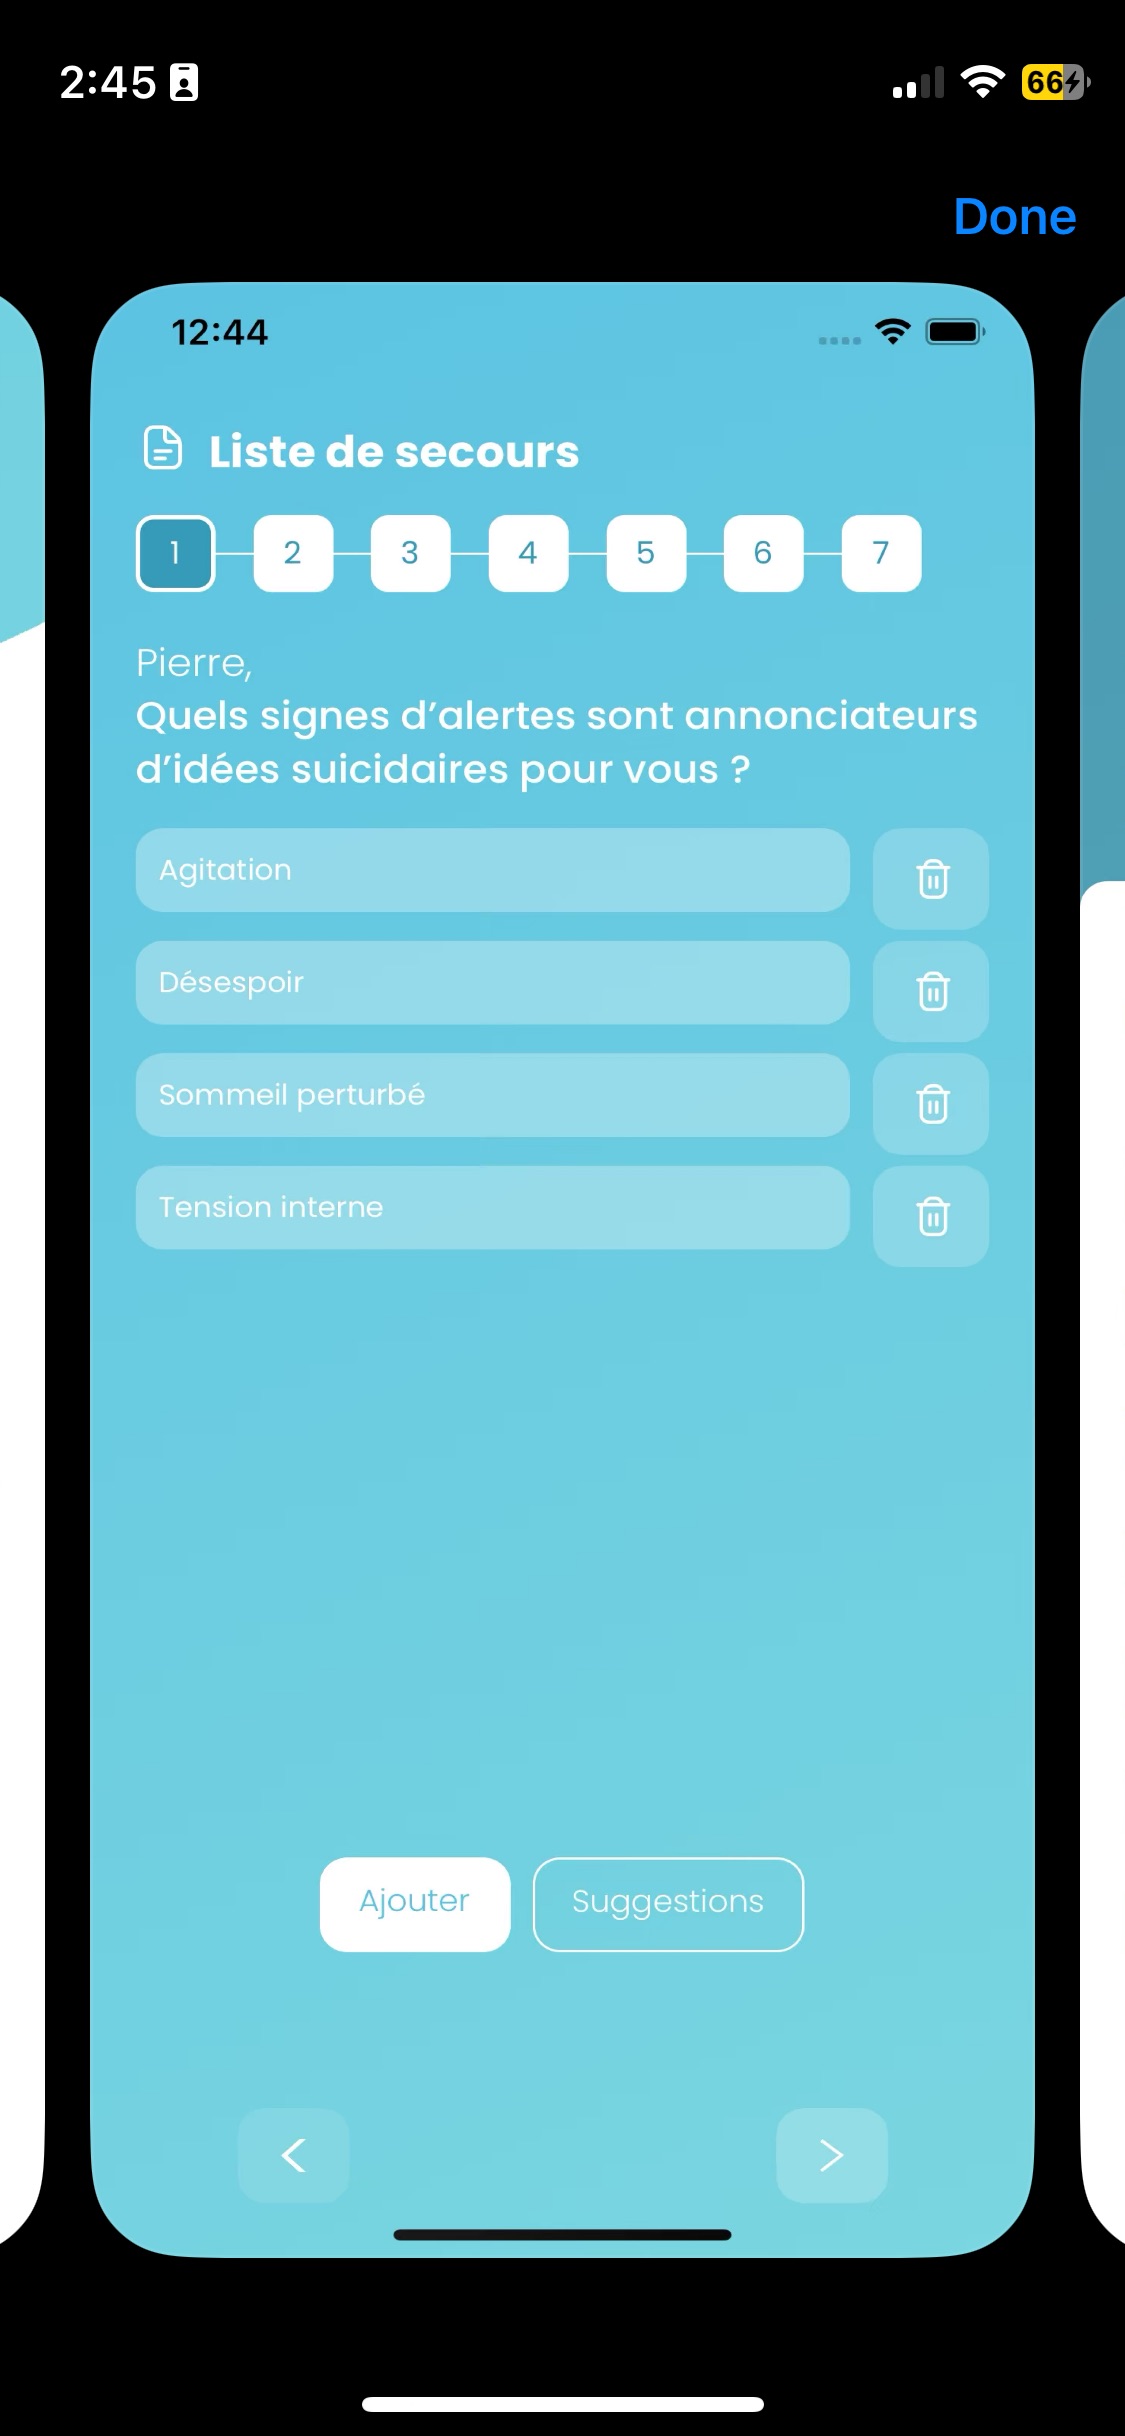 2:45
66
Done
12:44
Liste de secours
1 2 3 4 5 6 7
Pierre,
Quels signes d’alertes sont annonciateurs
d’idées suicidaires pour vous ?
Agitation
Désespoir
Sommeil perturbé
Tension interne
Ajouter Suggestions